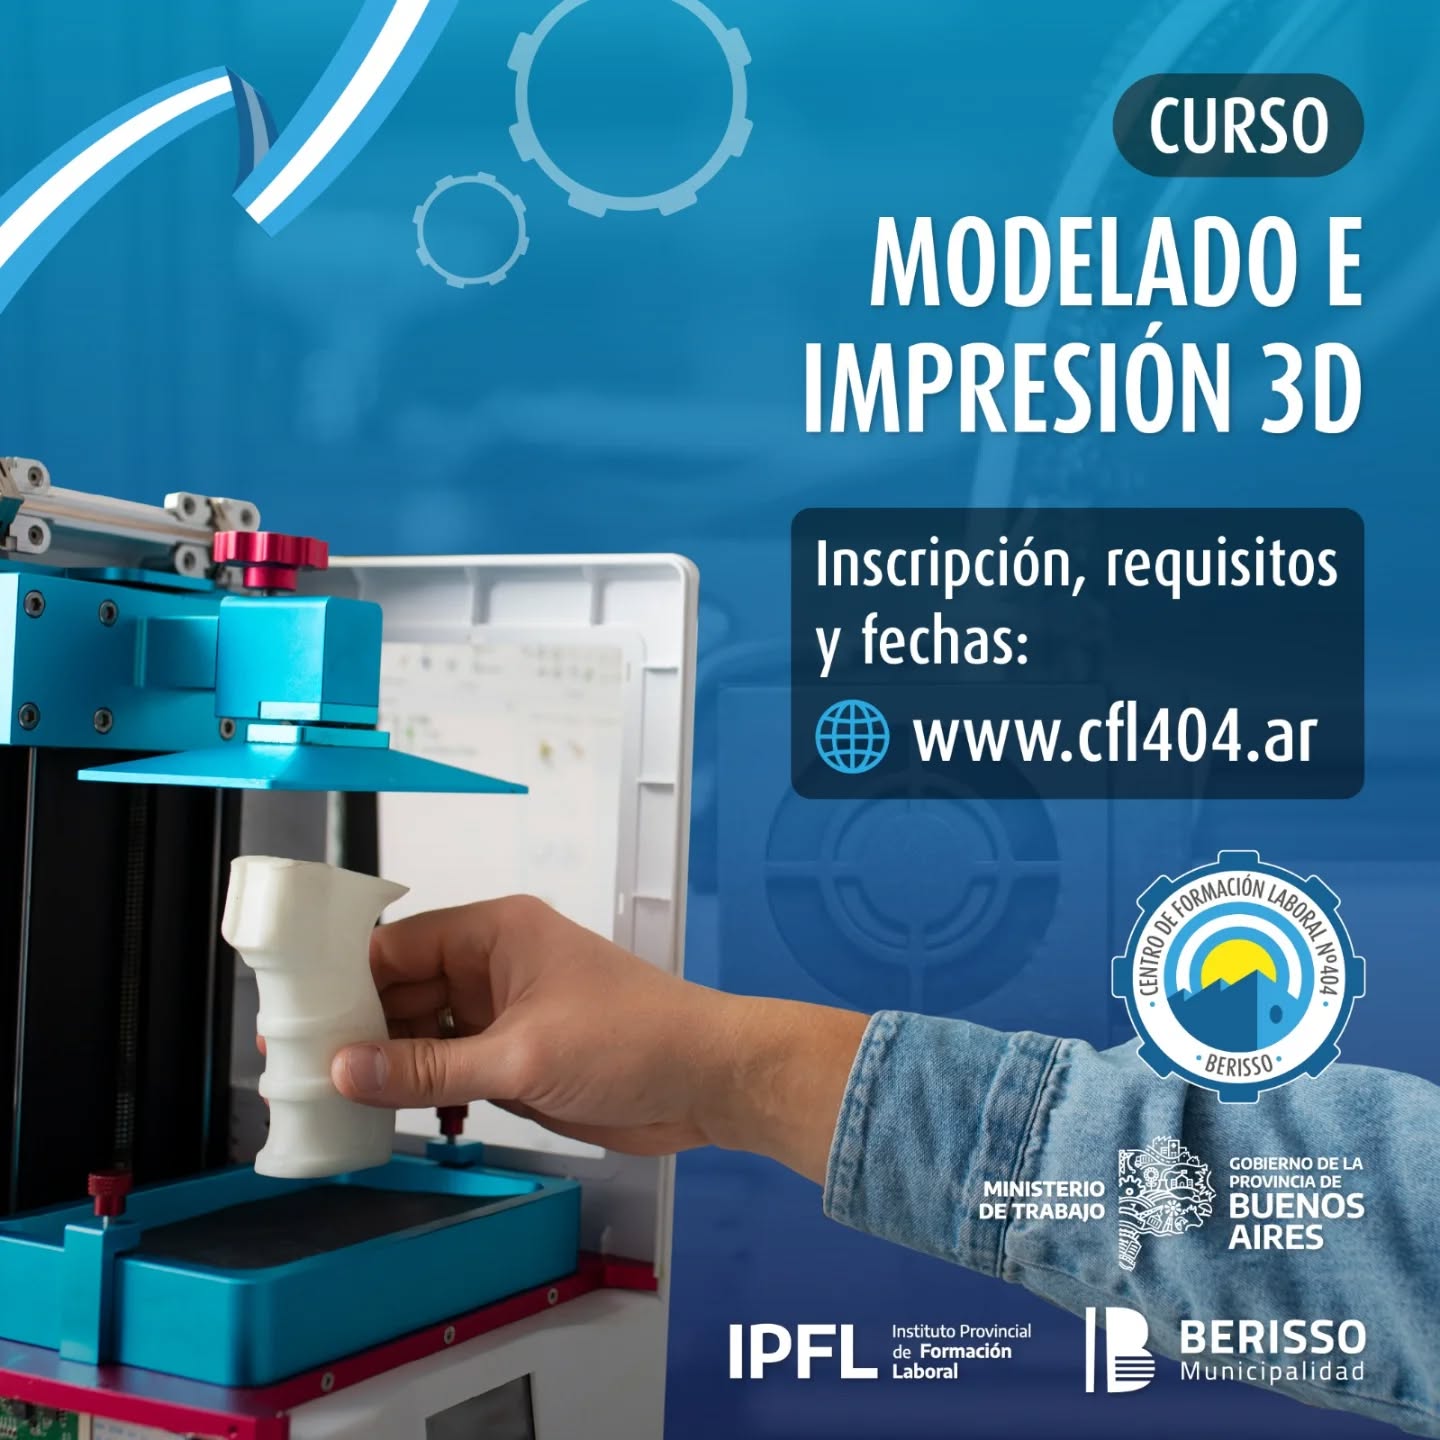 CURSO
MODELADO E
IMPRESIÓN 3D
Inscripción, requisitos
y fechas:
www.cfl404.ar
CENTRO DE FORMACIÓN LABORAL Nº404
BERISSO
MINISTERIO
DE TRABAJO
GOBIERNO DE LA
PROVINCIA DE
BUENOS
AIRES
IPFL
Instituto Provincial
de Formación
Laboral
BERISSO
Municipalidad